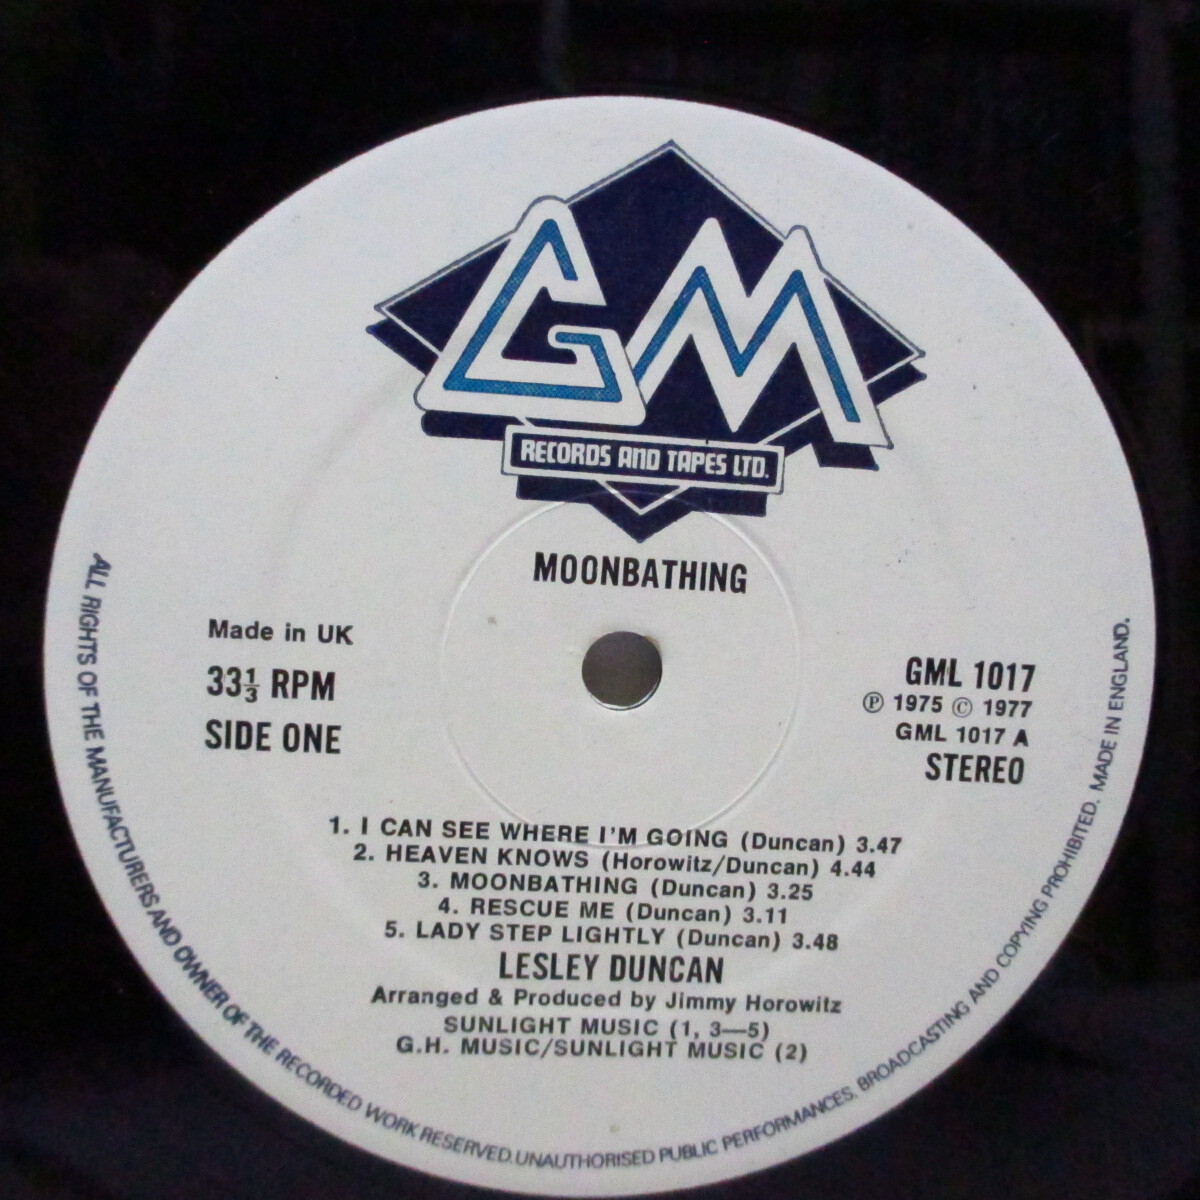 GM
RECORDS AND TAPES LTD.
MOONBATHING
Made in UK
33⅓ RPM
SIDE ONE
GML 1017
℗ 1975 © 1977
GML 1017 A
STEREO
1. I CAN SEE WHERE I'M GOING (Duncan) 3.47
2. HEAVEN KNOWS (Horowitz/Duncan) 4.44
3. MOONBATHING (Duncan) 3.25
4. RESCUE ME (Duncan) 3.11
5. LADY STEP LIGHTLY (Duncan) 3.48
LESLEY DUNCAN
Arranged & Produced by Jimmy Horowitz
SUNLIGHT MUSIC (1, 3—5)
G.H. MUSIC/SUNLIGHT MUSIC (2)
ALL RIGHTS OF THE MANUFACTURERS AND OWNER OF THE RECORDED WORK RESERVED. UNAUTHORISED PUBLIC PERFORMANCES, BROADCASTING AND COPYING PROHIBITED. MADE IN ENGLAND.